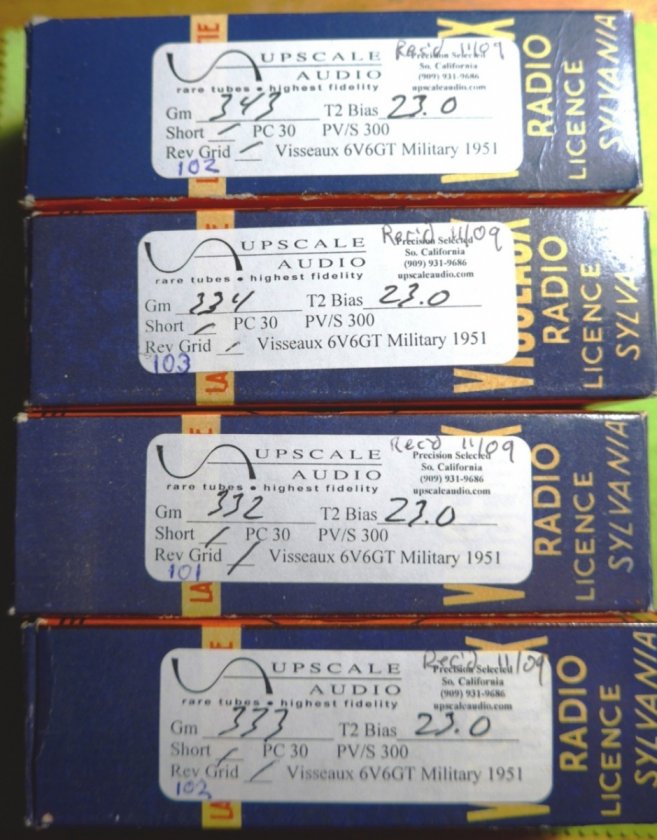 UPSCALE AUDIO
rare tubes • highest fidelity
Rec'd 11/09
Precision Selected
So. California
(909) 931-9686
upscaleaudio.com
Gm 343 T2 Bias 23.0
Short / PC 30 PV/S 300
Rev Grid / Visseaux 6V6GT Military 1951
102
RADIO
LICENCE
SYLVANIA
UPSCALE AUDIO
rare tubes • highest fidelity
Rec'd 11/09
Precision Selected
So. California
(909) 931-9686
upscaleaudio.com
Gm 334 T2 Bias 23.0
Short / PC 30 PV/S 300
Rev Grid / Visseaux 6V6GT Military 1951
103
RADIO
LICENCE
SYLVA
UPSCALE AUDIO
rare tubes • highest fidelity
Rec'd 11/09
Precision Selected
So. California
(909) 931-9686
upscaleaudio.com
Gm 332 T2 Bias 23.0
Short / PC 30 PV/S 300
Rev Grid / Visseaux 6V6GT Military 1951
101
RADIO
LICENCE
SYLVANIA
UPSCALE AUDIO
rare tubes • highest fidelity
Rec'd 11/09
Precision Selected
So. California
(909) 931-9686
upscaleaudio.com
Gm 333 T2 Bias 23.0
Short / PC 30 PV/S 300
Rev Grid / Visseaux 6V6GT Military 1951
102
RADIO
LICENCE
SYLVANIA